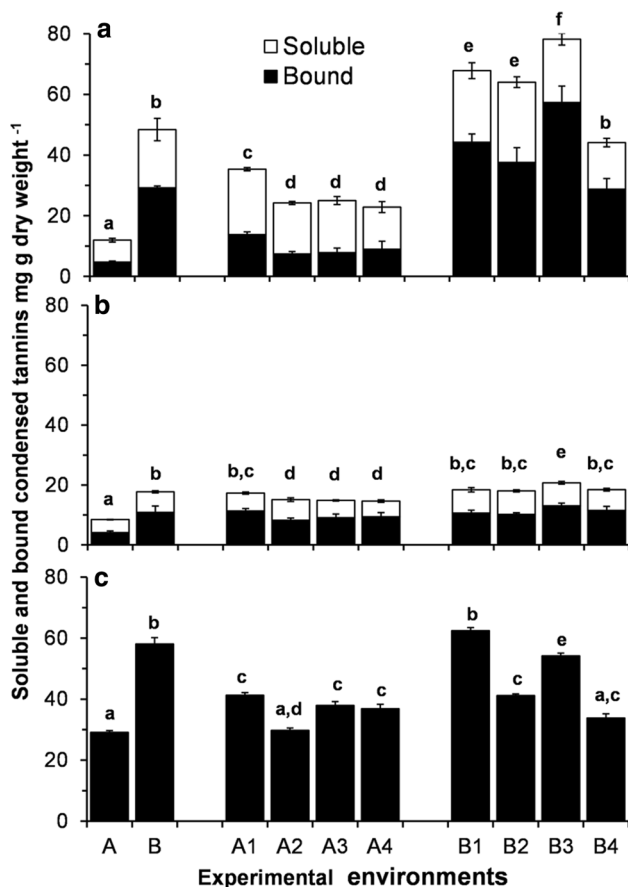 Soluble and bound condensed tannins mg g dry weight -1
a
Soluble
Bound
80
60
40
20
0
a
b
c
d
d
d
e
e
f
b
b
80
60
40
20
0
a
b
b,c
d
d
d
b,c
b,c
e
b,c
c
80
60
40
20
0
a
b
c
a,d
c
c
b
c
e
a,c
A B A1 A2 A3 A4 B1 B2 B3 B4
Experimental environments